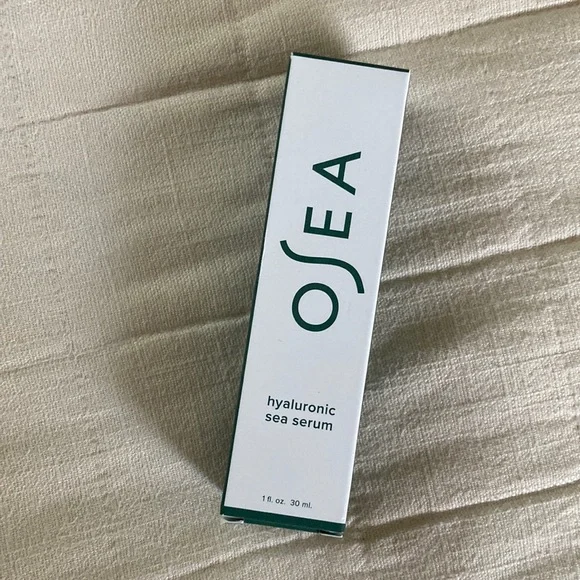 OSEA
hyaluronic
sea serum
1 fl. oz. 30 ml.